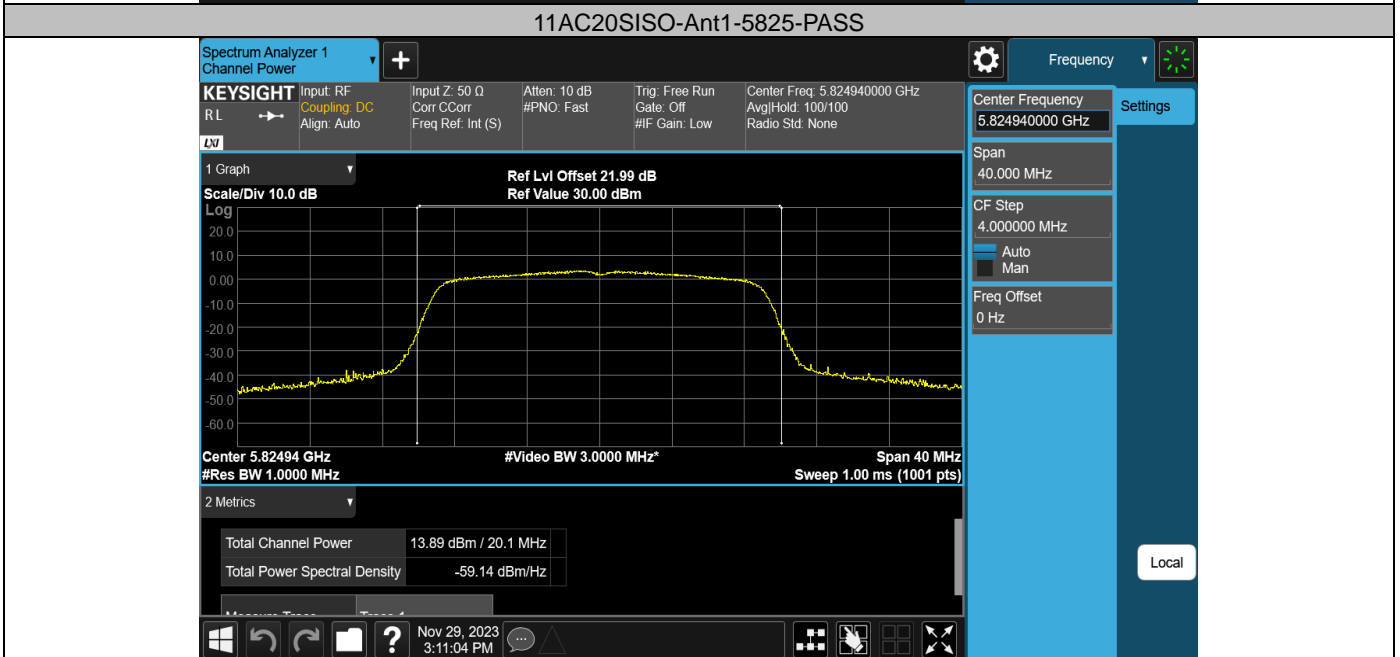 11AC20SISO-Ant1-5825-PASS
Spectrum Analyzer 1
Channel Power
+
Frequency
KEYSIGHT
RL
LXI
Input: RF
Coupling: DC
Align: Auto
Input Z: 50 Ω
Corr CCorr
Freq Ref: Int (S)
Atten: 10 dB
#PNO: Fast
Trig: Free Run
Gate: Off
#IF Gain: Low
Center Freq: 5.824940000 GHz
Avg|Hold: 100/100
Radio Std: None
Center Frequency
5.824940000 GHz
Settings
Span
40.000 MHz
CF Step
4.000000 MHz
Auto
Man
Freq Offset
0 Hz
1 Graph
Scale/Div 10.0 dB
Ref Lvl Offset 21.99 dB
Ref Value 30.00 dBm
Log
20.0
10.0
0.00
-10.0
-20.0
-30.0
-40.0
-50.0
-60.0
Center 5.82494 GHz
#Video BW 3.0000 MHz*
Span 40 MHz
#Res BW 1.0000 MHz
Sweep 1.00 ms (1001 pts)
2 Metrics
Total Channel Power 13.89 dBm / 20.1 MHz
Total Power Spectral Density -59.14 dBm/Hz
Measure Trace Trace 1
Local
?
Nov 29, 2023
3:11:04 PM